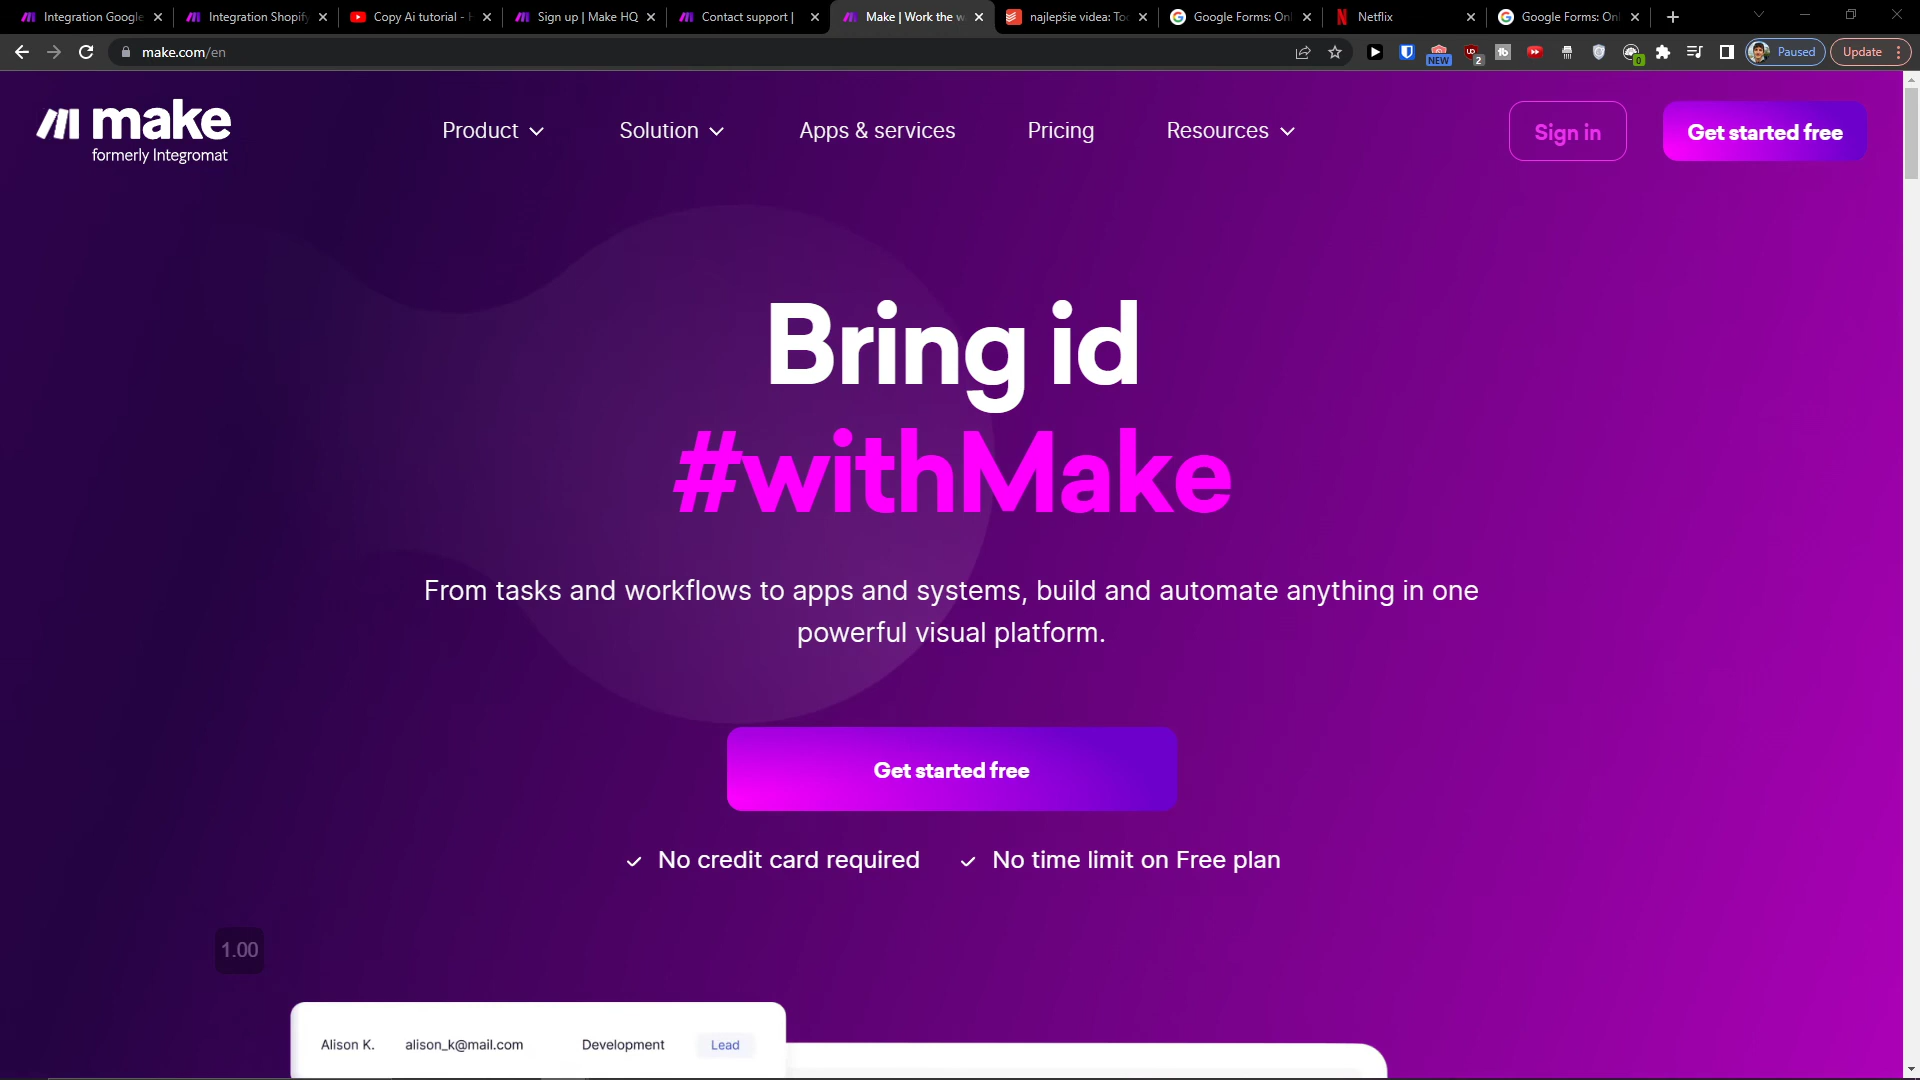 Integration Google
Integration Shopify
Copy Ai tutorial -
Sign up | Make HQ
Contact support |
Make | Work the w
najlepšie videa: Too
Google Forms: Onl
Netflix
Google Forms: Onl
make.com/en
NEW
2
0
Paused
Update
make
formerly Integromat
Product
Solution
Apps & services
Pricing
Resources
Sign in
Get started free
Bring id
#withMake
From tasks and workflows to apps and systems, build and automate anything in one
powerful visual platform.
Get started free
No credit card required
No time limit on Free plan
1.00
Alison K.
alison_k@mail.com
Development
Lead